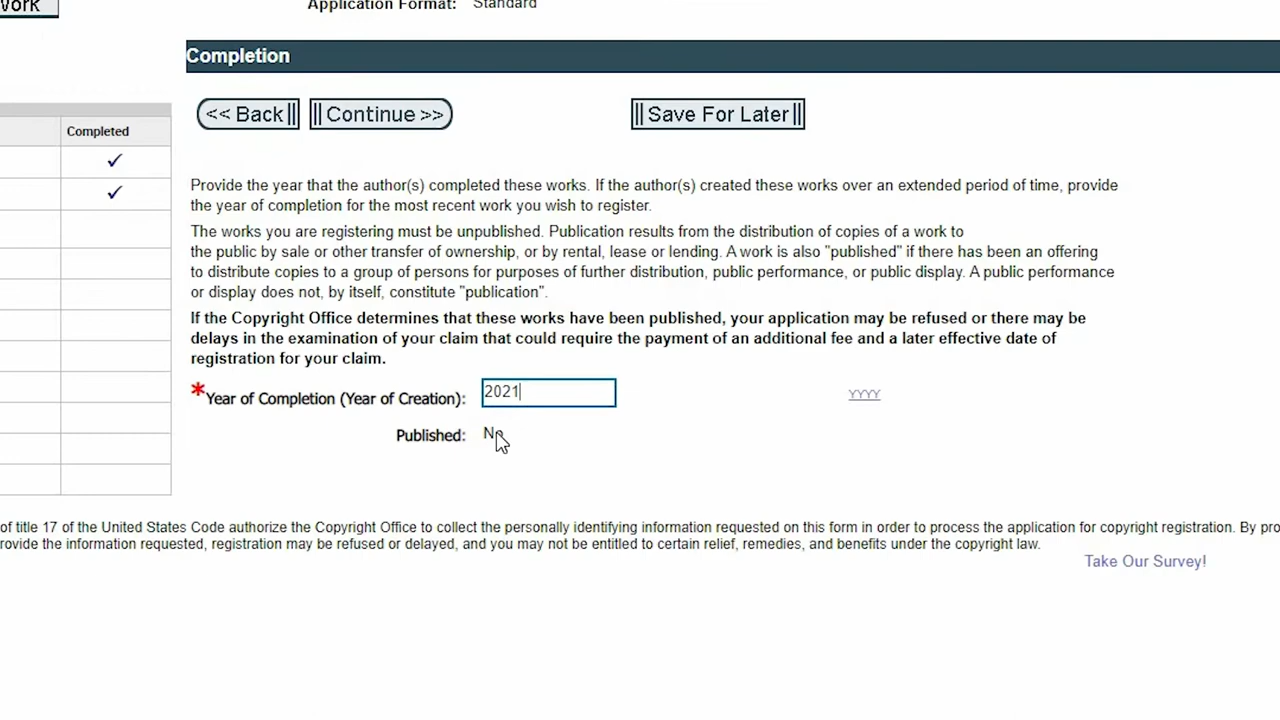 Work
Application Format: Standard
Completion
<< Back
Continue >>
Save For Later
Completed
Provide the year that the author(s) completed these works. If the author(s) created these works over an extended period of time, provide
the year of completion for the most recent work you wish to register.
The works you are registering must be unpublished. Publication results from the distribution of copies of a work to
the public by sale or other transfer of ownership, or by rental, lease or lending. A work is also "published" if there has been an offering
to distribute copies to a group of persons for purposes of further distribution, public performance, or public display. A public performance
or display does not, by itself, constitute "publication".
If the Copyright Office determines that these works have been published, your application may be refused or there may be
delays in the examination of your claim that could require the payment of an additional fee and a later effective date of
registration for your claim.
*Year of Completion (Year of Creation): 2021 YYYY
Published: No
of title 17 of the United States Code authorize the Copyright Office to collect the personally identifying information requested on this form in order to process the application for copyright registration. By
rovide the information requested, registration may be refused or delayed, and you may not be entitled to certain relief, remedies, and benefits under the copyright law.
Take Our Survey!